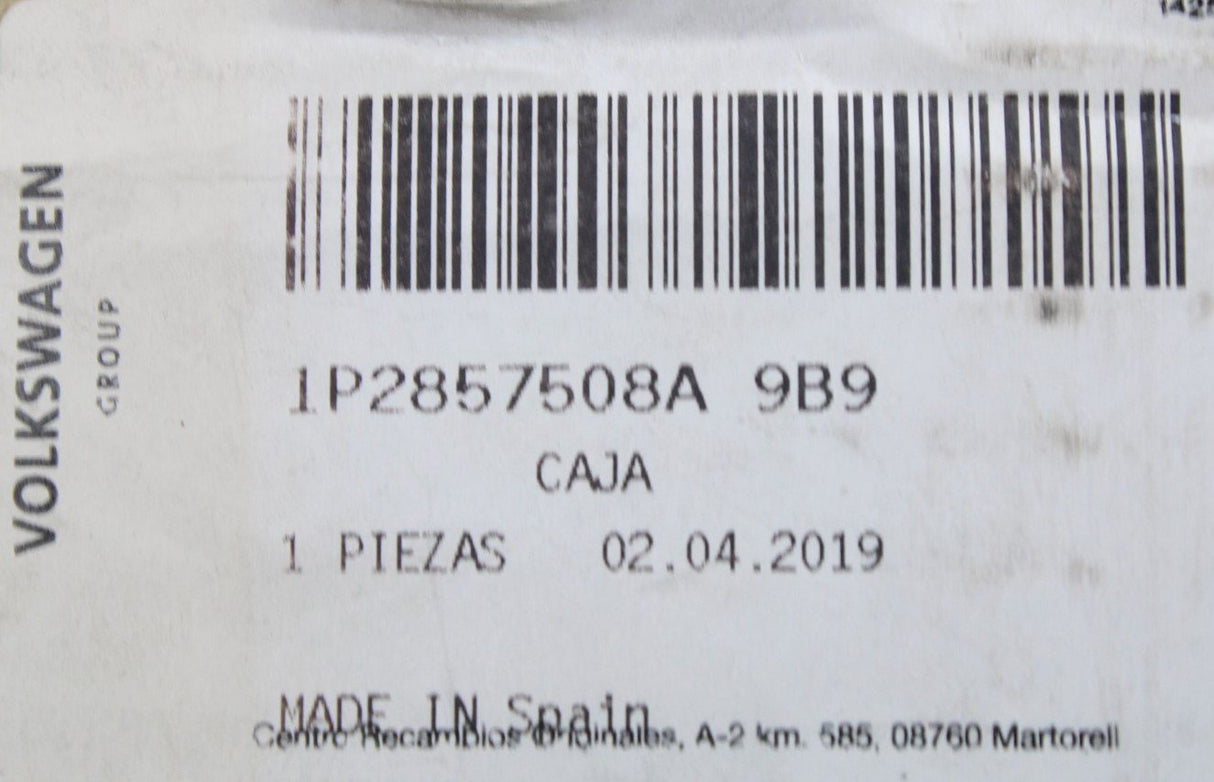 VOLKSWAGEN
GROUP
1P2857508A 9B9
CAJA
1 PIEZAS 02.04.2019
MADE IN Spain
Centro Recambios Originales, A-2 km. 585, 08760 Martorell